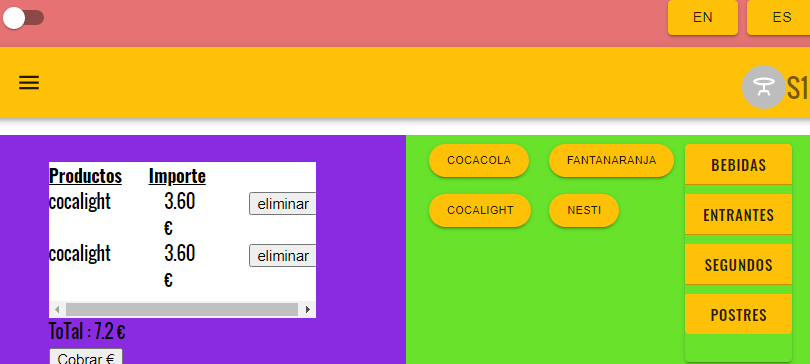 EN ES
S1
Productos Importe
cocalight 3.60 € eliminar
cocalight 3.60 € eliminar
ToTal : 7.2 €
Cobrar €
COCACOLA FANTANARANJA
COCALIGHT NESTI
BEBIDAS
ENTRANTES
SEGUNDOS
POSTRES